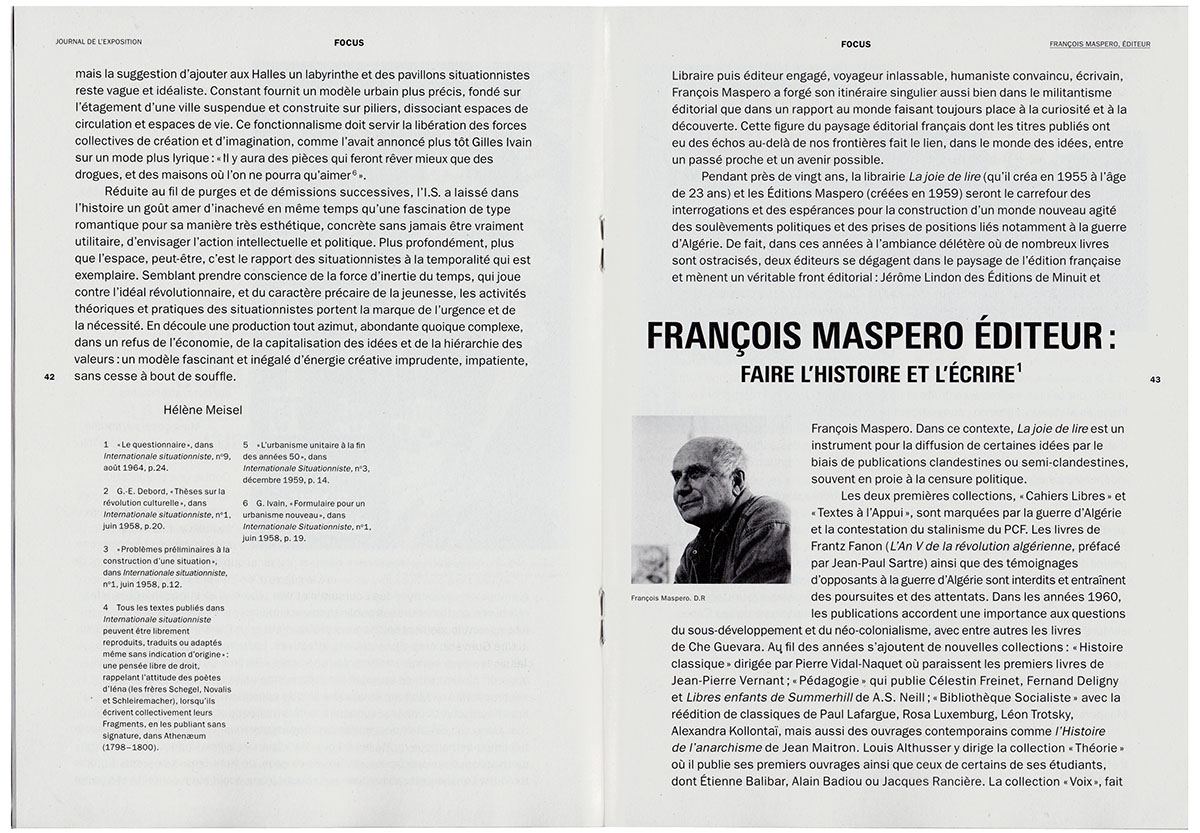 JOURNAL DE L'EXPOSITION
FOCUS
mais la suggestion d'ajouter aux Halles un labyrinthe et des pavillons situationnistes
reste vague et idéaliste. Constant fournit un modèle urbain plus précis, fondé sur
l'étagement d'une ville suspendue et construite sur piliers, dissociant espaces de
circulation et espaces de vie. Ce fonctionnalisme doit servir la libération des forces
collectives de création et d'imagination, comme l'avait annoncé plus tôt Gilles Ivain
sur un mode plus lyrique : « Il y aura des pièces qui feront rêver mieux que des
drogues, et des maisons où l'on ne pourra qu'aimer⁶ ».
Réduite au fil de purges et de démissions successives, l'I.S. a laissé dans
l'histoire un goût amer d'inachevé en même temps qu'une fascination de type
romantique pour sa manière très esthétique, concrète sans jamais être vraiment
utilitaire, d'envisager l'action intellectuelle et politique. Plus profondément, plus
que l'espace, peut-être, c'est le rapport des situationnistes à la temporalité qui est
exemplaire. Semblant prendre conscience de la force d'inertie du temps, qui joue
contre l'idéal révolutionnaire, et du caractère précaire de la jeunesse, les activités
théoriques et pratiques des situationnistes portent la marque de l'urgence et de
la nécessité. En découle une production tout azimut, abondante quoique complexe,
dans un refus de l'économie, de la capitalisation des idées et de la hiérarchie des
valeurs : un modèle fascinant et inégalé d'énergie créative imprudente, impatiente,
sans cesse à bout de souffle.
42
Hélène Meisel
1 « Le questionnaire », dans
Internationale situationniste, nº9,
août 1964, p.24.
2 G.-E. Debord, « Thèses sur la
révolution culturelle », dans
Internationale situationniste, nº1,
juin 1958, p.20.
3 « Problèmes préliminaires à la
construction d'une situation »,
dans Internationale situationniste,
nº1, juin 1958, p.12.
4 Tous les textes publiés dans
Internationale situationniste
peuvent être librement
reproduits, traduits ou adaptés
même sans indication d'origine » :
une pensée libre de droit,
rappelant l'attitude des poètes
d'Iéna (les frères Schegel, Novalis
et Schleiremacher), lorsqu'ils
écrivent collectivement leurs
Fragments, en les publiant sans
signature, dans Athenæum
(1798–1800).
5 « L'urbanisme unitaire à la fin
des années 50 », dans
Internationale Situationniste, nº3,
décembre 1959, p. 14.
6 G. Ivain, « Formulaire pour un
urbanisme nouveau », dans
Internationale Situationniste, nº1,
juin 1958, p. 19.
FOCUS
FRANÇOIS MASPERO, ÉDITEUR
Libraire puis éditeur engagé, voyageur inlassable, humaniste convaincu, écrivain,
François Maspero a forgé son itinéraire singulier aussi bien dans le militantisme
éditorial que dans un rapport au monde faisant toujours place à la curiosité et à la
découverte. Cette figure du paysage éditorial français dont les titres publiés ont
eu des échos au-delà de nos frontières fait le lien, dans le monde des idées, entre
un passé proche et un avenir possible.
Pendant près de vingt ans, la librairie La joie de lire (qu'il créa en 1955 à l'âge
de 23 ans) et les Éditions Maspero (créées en 1959) seront le carrefour des
interrogations et des espérances pour la construction d'un monde nouveau agité
des soulèvements politiques et des prises de positions liés notamment à la guerre
d'Algérie. De fait, dans ces années à l'ambiance délétère où de nombreux livres
sont ostracisés, deux éditeurs se dégagent dans le paysage de l'édition française
et mènent un véritable front éditorial : Jérôme Lindon des Éditions de Minuit et
FRANÇOIS MASPERO ÉDITEUR :
FAIRE L'HISTOIRE ET L'ÉCRIRE¹
43
François Maspero. D.R
François Maspero. Dans ce contexte, La joie de lire est un
instrument pour la diffusion de certaines idées par le
biais de publications clandestines ou semi-clandestines,
souvent en proie à la censure politique.
Les deux premières collections, « Cahiers Libres » et
« Textes à l'Appui », sont marquées par la guerre d'Algérie
et la contestation du stalinisme du PCF. Les livres de
Frantz Fanon (L'An V de la révolution algérienne, préfacé
par Jean-Paul Sartre) ainsi que des témoignages
d'opposants à la guerre d'Algérie sont interdits et entraînent
des poursuites et des attentats. Dans les années 1960,
les publications accordent une importance aux questions
du sous-développement et du néo-colonialisme, avec entre autres les livres
de Che Guevara. Au fil des années s'ajoutent de nouvelles collections : « Histoire
classique » dirigée par Pierre Vidal-Naquet où paraissent les premiers livres de
Jean-Pierre Vernant ; « Pédagogie » qui publie Célestin Freinet, Fernand Deligny
et Libres enfants de Summerhill de A.S. Neill ; « Bibliothèque Socialiste » avec la
réédition de classiques de Paul Lafargue, Rosa Luxemburg, Léon Trotsky,
Alexandra Kollontaï, mais aussi des ouvrages contemporains comme l'Histoire
de l'anarchisme de Jean Maitron. Louis Althusser y dirige la collection « Théorie »
où il publie ses premiers ouvrages ainsi que ceux de certains de ses étudiants,
dont Étienne Balibar, Alain Badiou ou Jacques Rancière. La collection « Voix », fait